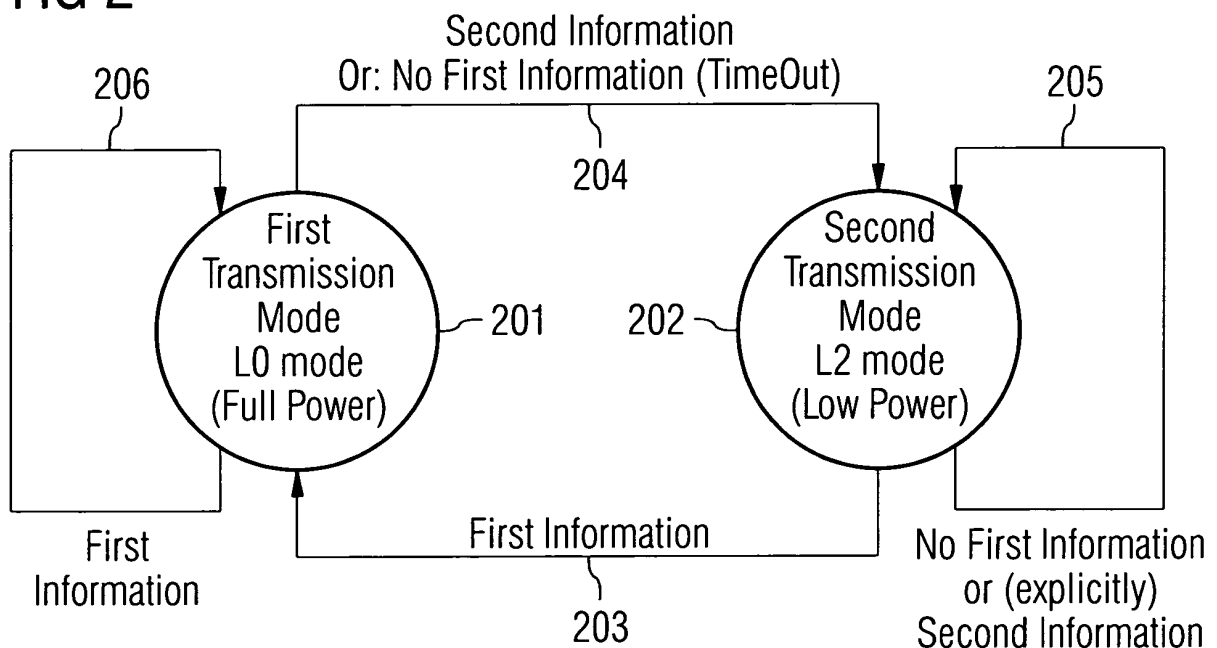 FIG 2
Second Information
Or: No First Information (TimeOut)
206
205
204
First
Transmission
Mode
L0 mode
(Full Power)
201
202
Second
Transmission
Mode
L2 mode
(Low Power)
First Information
203
First
Information
No First Information
or (explicitly)
Second Information